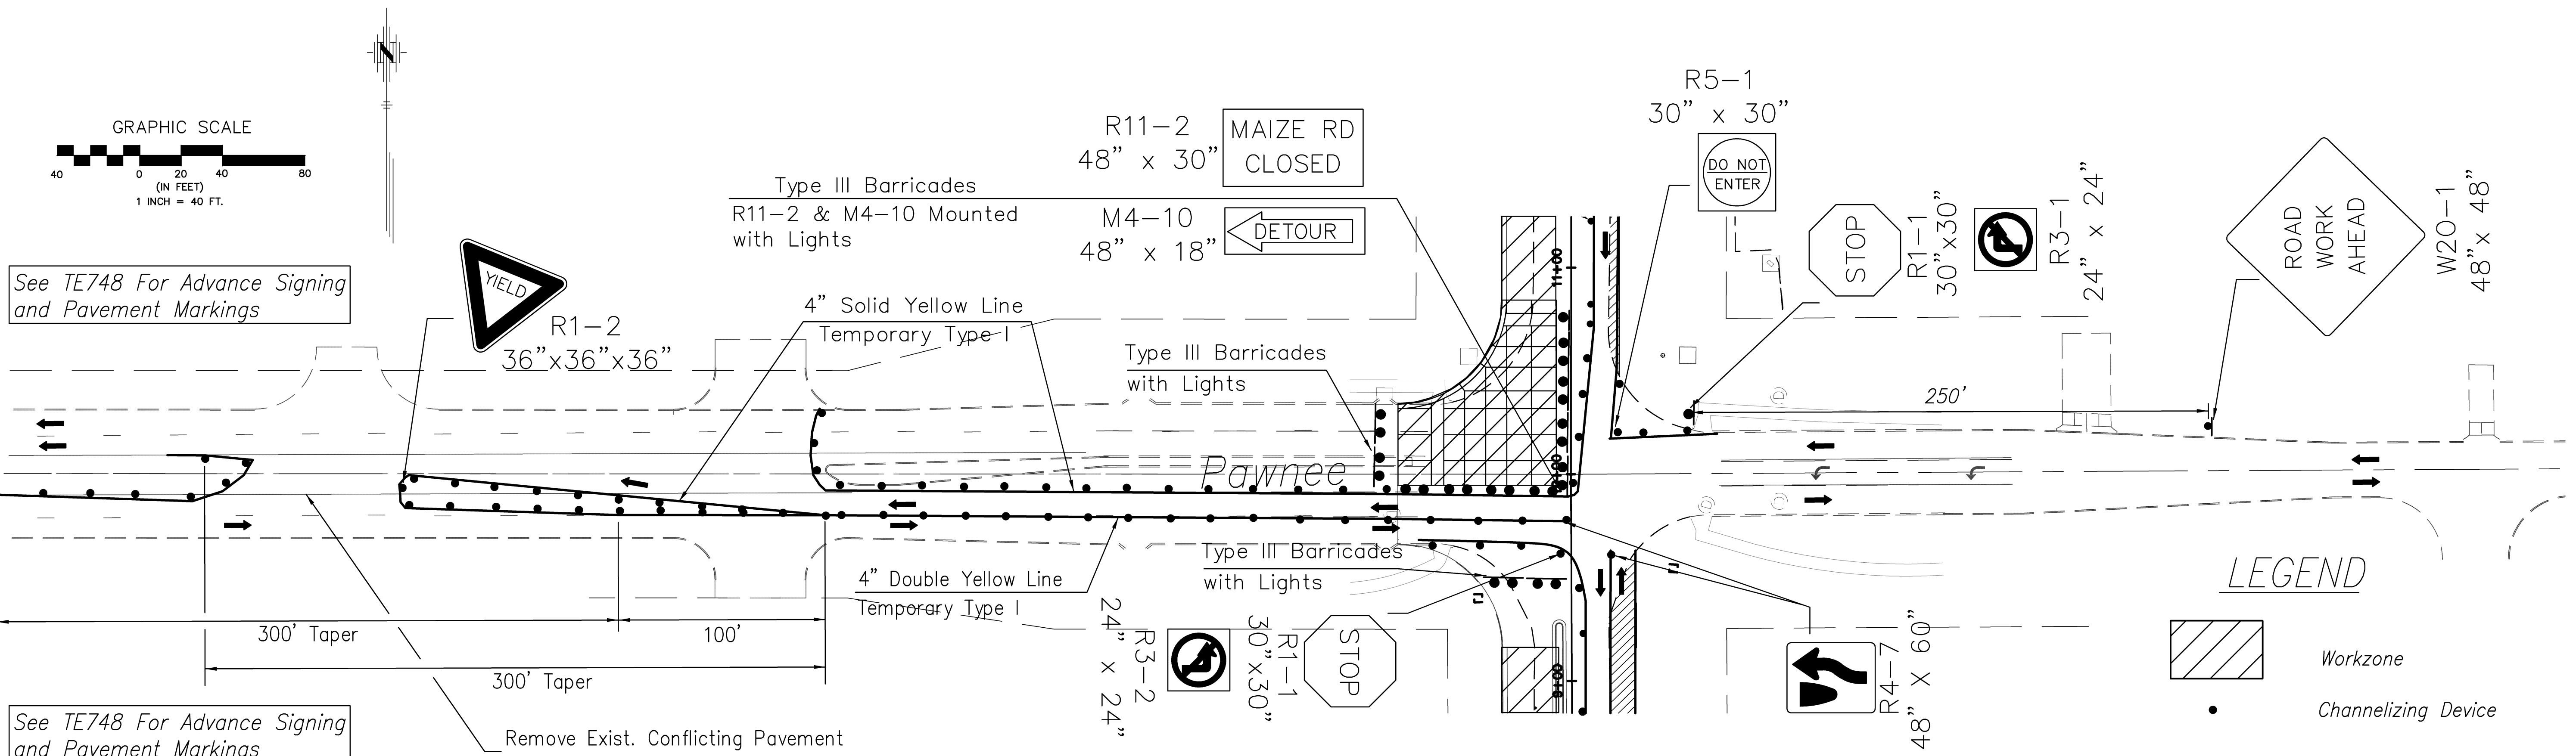 N
GRAPHIC SCALE
40 0 20 40 80
(IN FEET)
1 INCH = 40 FT.
See TE748 For Advance Signing
and Pavement Markings
YIELD
R1-2
36"x36"x36"
Type III Barricades
R11-2 & M4-10 Mounted
with Lights
R11-2
48" x 30"
MAIZE RD
CLOSED
M4-10
48" x 18"
DETOUR
4" Solid Yellow Line
Temporary Type I
Type III Barricades
with Lights
R5-1
30" x 30"
DO NOT
ENTER
STOP
R1-1
30"x30"
R3-1
24" x 24"
ROAD
WORK
AHEAD
W20-1
48"x 48"
250'
11+00
Pawnee
4" Double Yellow Line
Temporary Type I
Type III Barricades
with Lights
24" x 24"
R3-2
30"x30"
R1-1
STOP
9+00
R4-7
48" X 60"
300' Taper
100'
300' Taper
See TE748 For Advance Signing
and Pavement Markings
Remove Exist. Conflicting Pavement
LEGEND
Workzone
Channelizing Device